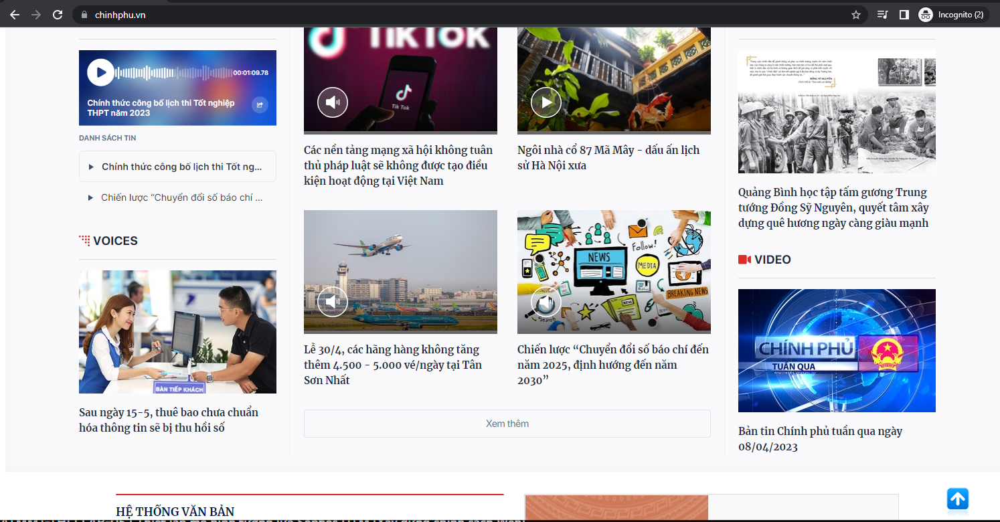 chinhphu.vn
Incognito (2)
00:01:09.78
Chính thức công bố lịch thi Tốt nghiệp
THPT năm 2023
DANH SÁCH TIN
Chính thức công bố lịch thi Tốt ng...
Chiến lược “Chuyển đổi số báo chí ...
VOICES
BÀN TIẾP KHÁCH
Sau ngày 15-5, thuê bao chưa chuẩn
hóa thông tin sẽ bị thu hồi số
TikTok
Tik Tok
Các nền tảng mạng xã hội không tuân
thủ pháp luật sẽ không được tạo điều
kiện hoạt động tại Việt Nam
Ngôi nhà cổ 87 Mã Mây - dấu ấn lịch
sử Hà Nội xưa
Lễ 30/4, các hãng hàng không tăng
thêm 4.500 - 5.000 vé/ngày tại Tân
Sơn Nhất
NEWS
Follow!
MEDIA
BREAKING NEWS
Search
Chiến lược “Chuyển đổi số báo chí đến
năm 2025, định hướng đến năm
2030”
Xem thêm
ĐỒNG SỸ NGUYÊN
Quảng Bình học tập tấm gương Trung
tướng Đồng Sỹ Nguyên, quyết tâm xây
dựng quê hương ngày càng giàu mạnh
VIDEO
CHÍNH PHỦ
TUẦN QUA
Bản tin Chính phủ tuần qua ngày
08/04/2023
HỆ THỐNG VĂN BẢN